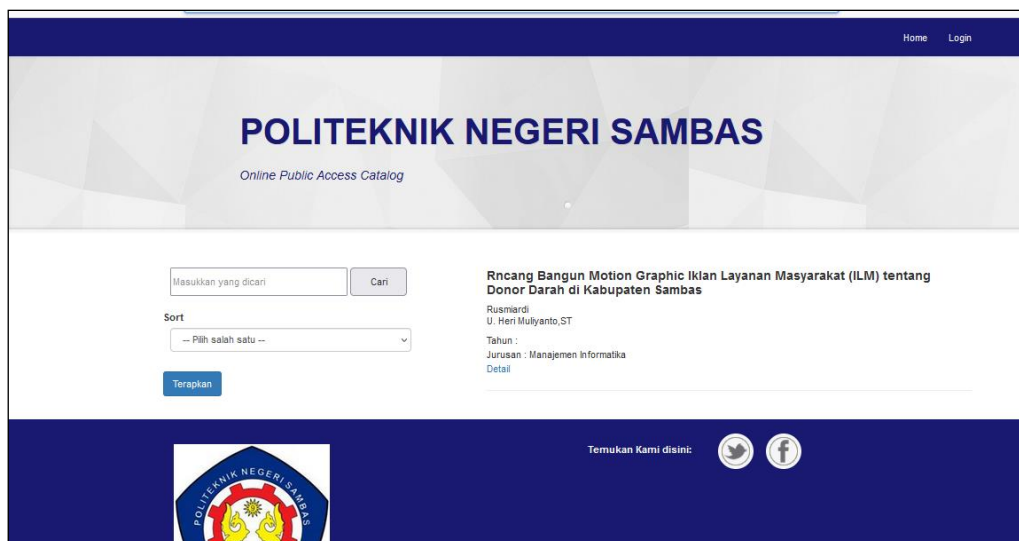 Home Login
POLITEKNIK NEGERI SAMBAS
Online Public Access Catalog
Masukkan yang dicari
Cari
Sort
-- Pilih salah satu --
Terapkan
Rncang Bangun Motion Graphic Iklan Layanan Masyarakat (ILM) tentang
Donor Darah di Kabupaten Sambas
Rusmiardi
U. Heri Muliyanto,ST
Tahun :
Jurusan : Manajemen Informatika
Detail
Temukan Kami disini:
POLITEKNIK NEGERI SAMBAS